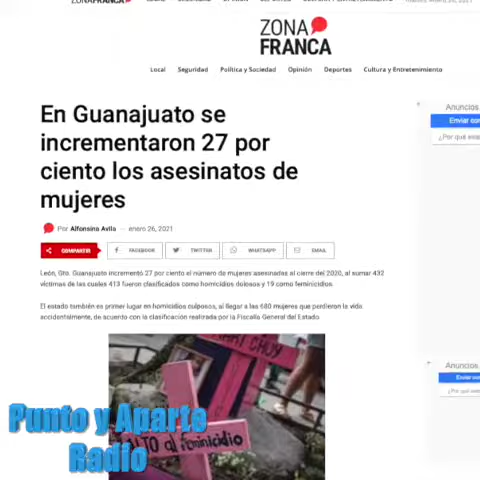 ZONA
FRANCA
Local Seguridad Política y Sociedad Opinión Deportes Cultura y Entretenimiento
Anuncios
Enviar com
¿Por qué esta
En Guanajuato se
incrementaron 27 por
ciento los asesinatos de
mujeres
Por Alfonsina Avila — enero 26, 2021
COMPARTIR FACEBOOK TWITTER WHATSAPP EMAIL
León, Gto. Guanajuato incrementó 27 por ciento el número de mujeres asesinadas al cierre del 2020, al sumar 432
víctimas de las cuales 413 fueron clasificados como homicidios dolosos y 19 como feminicidios.
El estado también es primer lugar en homicidios culposos, al llegar a las 680 mujeres que perdieron la vida
accidentalmente, de acuerdo con la clasificación realizada por la Fiscalía General del Estado.
Anuncios
ALTO al feminicidio
Punto y Aparte
Radio